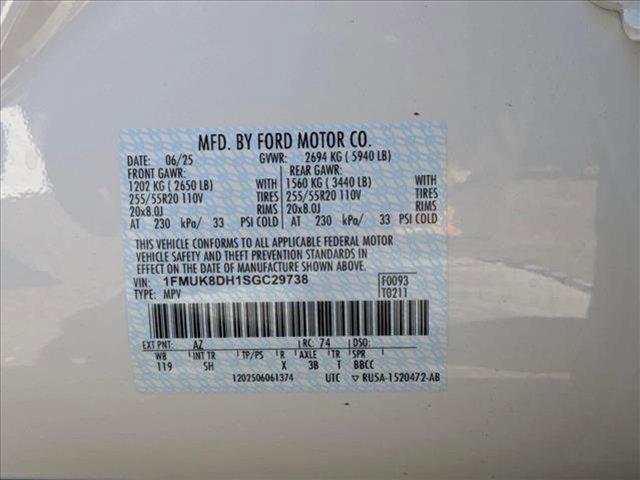 MFD. BY FORD MOTOR CO.
DATE: 06/25 GVWR: 2694 KG ( 5940 LB)
FRONT GAWR: REAR GAWR:
1202 KG ( 2650 LB) WITH 1560 KG ( 3440 LB) WITH
255/55R20 110V TIRES 255/55R20 110V TIRES
20x8.0J RIMS 20x8.0J RIMS
AT 230 kPa/ 33 PSI COLD AT 230 kPa/ 33 PSI COLD
THIS VEHICLE CONFORMS TO ALL APPLICABLE FEDERAL MOTOR
VEHICLE SAFETY AND THEFT PREVENTION STANDARDS IN EFFECT
ON THE DATE OF MANUFACTURE SHOWN ABOVE.
VIN: 1FMUK8DH1SGC29738 F0093
TYPE: MPV T0211
EXT PNT: AZ RC: 74 DSO:
WB INT TR TP/PS R AXLE TR SPR
119 SH X 3B T BBCC
1202506061374 UTC RU5A-1520472-AB